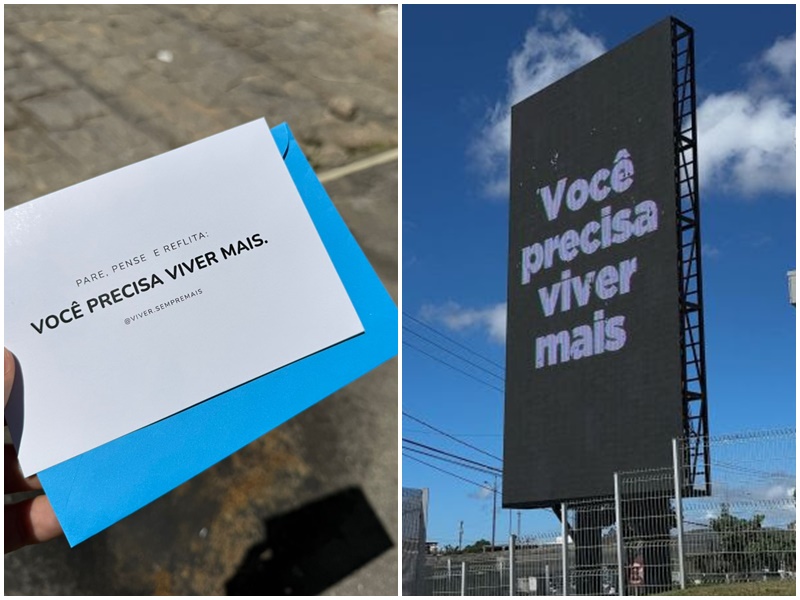 PARE, PENSE E REFLITA:
VOCÊ PRECISA VIVER MAIS.
@VIVER.SEMPREMAIS
Você
precisa
viver
mais